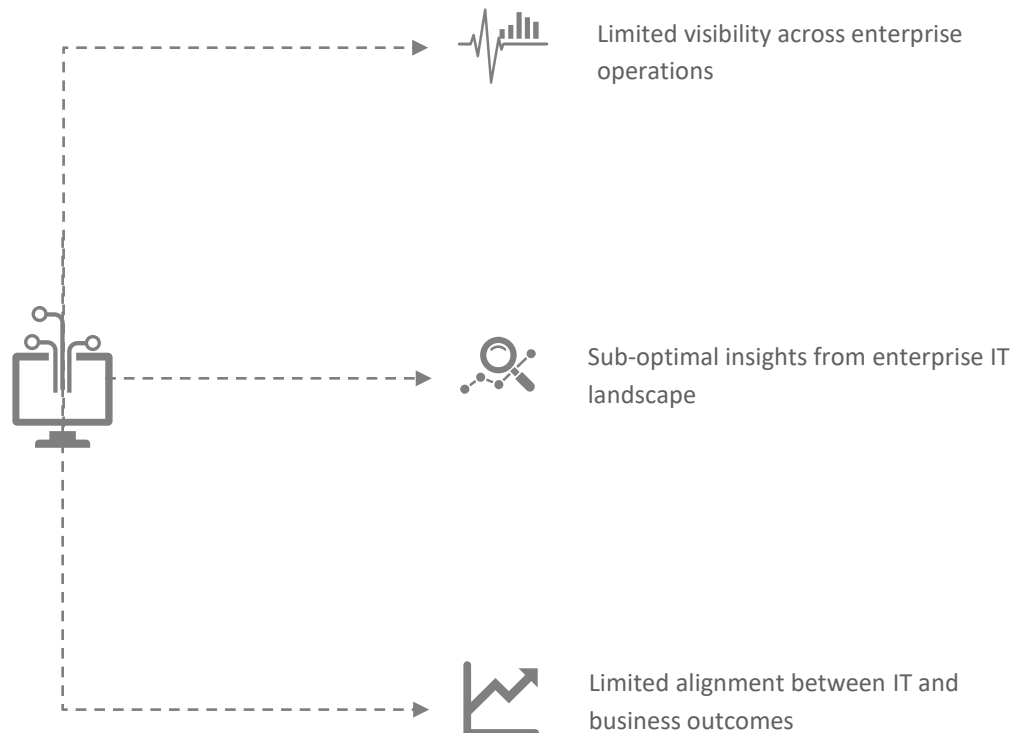 Limited visibility across enterprise
operations
Sub-optimal insights from enterprise IT
landscape
Limited alignment between IT and
business outcomes